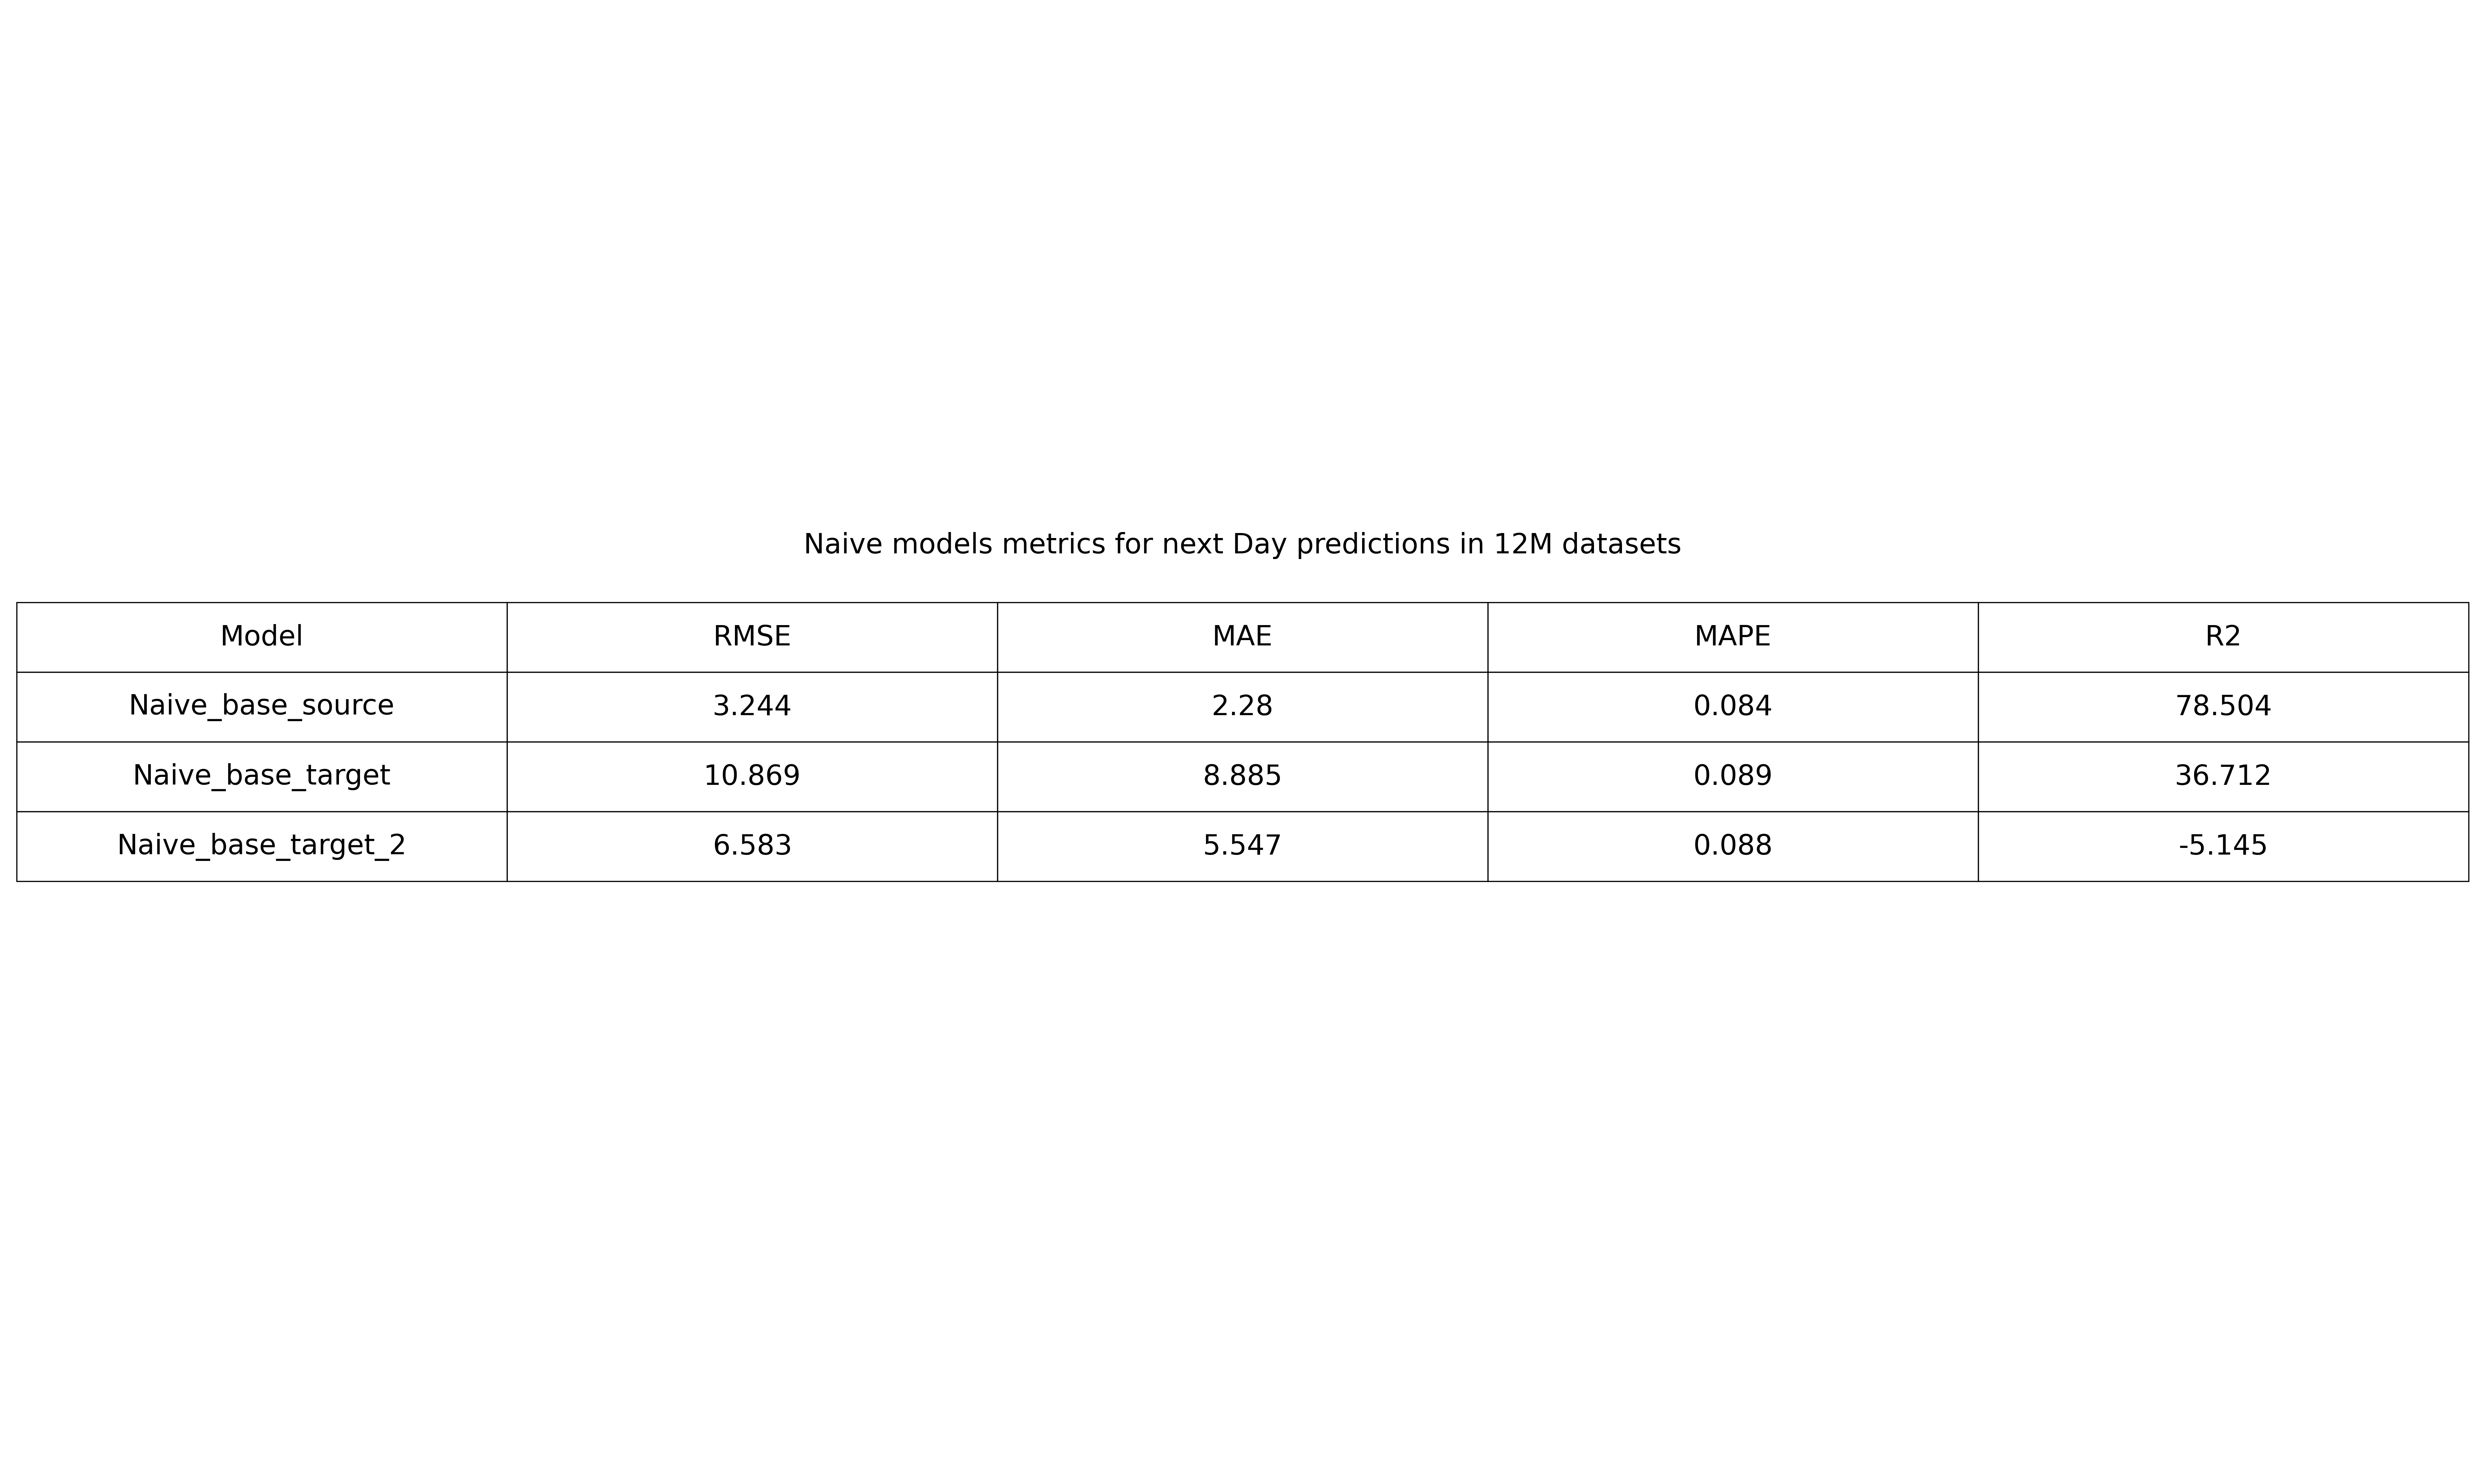 Naive models metrics for next Day predictions in 12M datasets
Model RMSE MAE MAPE R2
Naive_base_source 3.244 2.28 0.084 78.504
Naive_base_target 10.869 8.885 0.089 36.712
Naive_base_target_2 6.583 5.547 0.088 -5.145